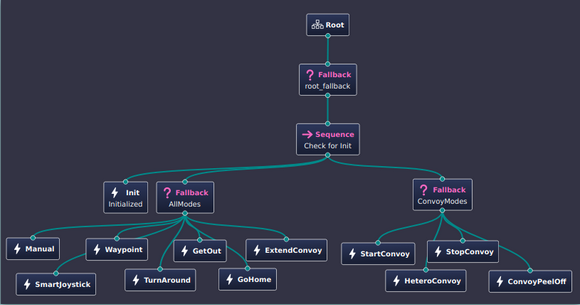 Root
? Fallback
root_fallback
Sequence
Check for Init
Init
Initialized
? Fallback
AllModes
? Fallback
ConvoyModes
Manual
Waypoint
GetOut
ExtendConvoy
StartConvoy
StopConvoy
SmartJoystick
TurnAround
GoHome
HeteroConvoy
ConvoyPeelOff